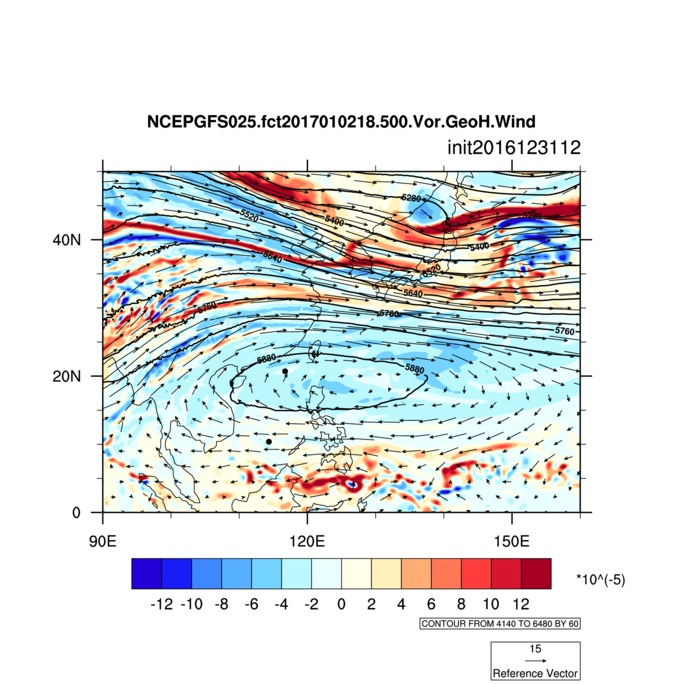 NCEPGFS025.fct2017010218.500.Vor.GeoH.Wind
init2016123112
5280
5520
5400
40N
5640
5400
5520
5640
5760
5760
5760
5880
5880
20N
0
90E 120E 150E
-12 -10 -8 -6 -4 -2 0 2 4 6 8 10 12
*10^(-5)
CONTOUR FROM 4140 TO 6480 BY 60
15
Reference Vector